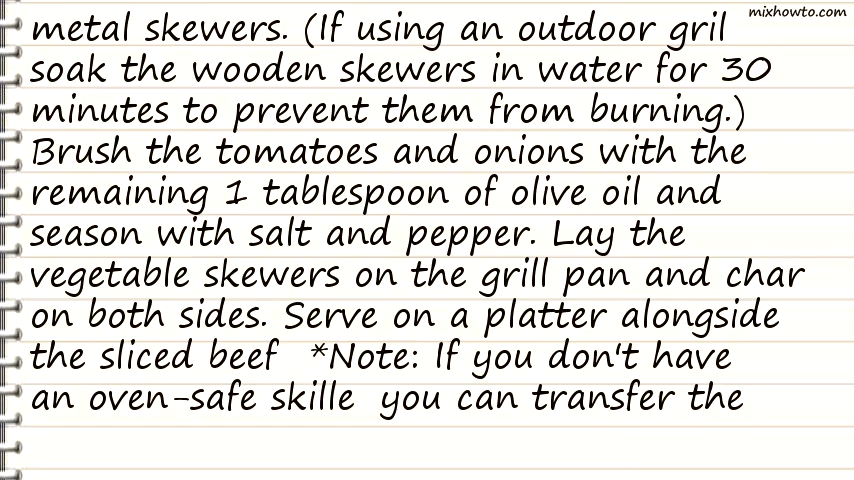 mixhowto.com
metal skewers. (If using an outdoor gril
soak the wooden skewers in water for 30
minutes to prevent them from burning.)
Brush the tomatoes and onions with the
remaining 1 tablespoon of olive oil and
season with salt and pepper. Lay the
vegetable skewers on the grill pan and char
on both sides. Serve on a platter alongside
the sliced beef   *Note: If you don't have
an oven-safe skille  you can transfer the